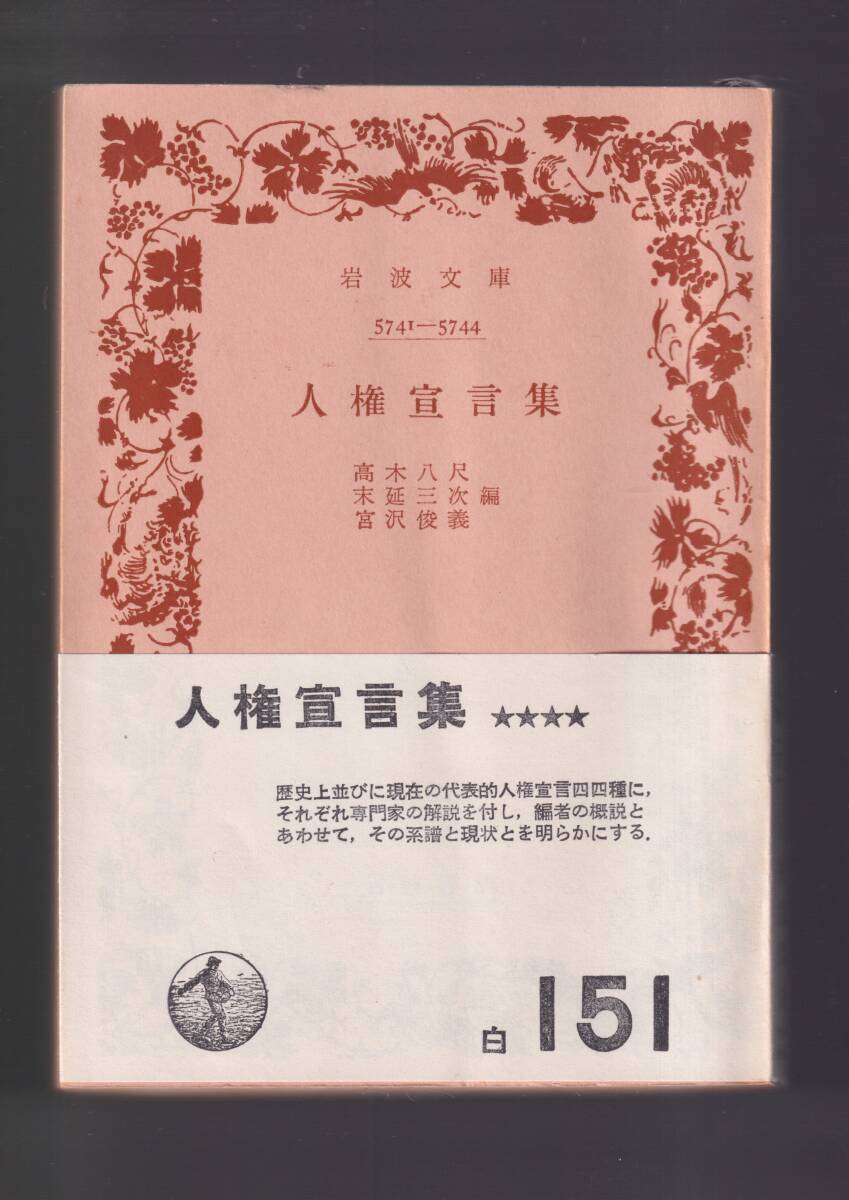 岩波文庫
5741—5744
人権宣言集
高木八尺
末延三次編
宮沢俊義
人権宣言集 ★★★★
歴史上並びに現在の代表的人権宣言四四種に，
それぞれ専門家の解説を付し，編者の概説と
あわせて，その系譜と現状とを明らかにする．
白 151